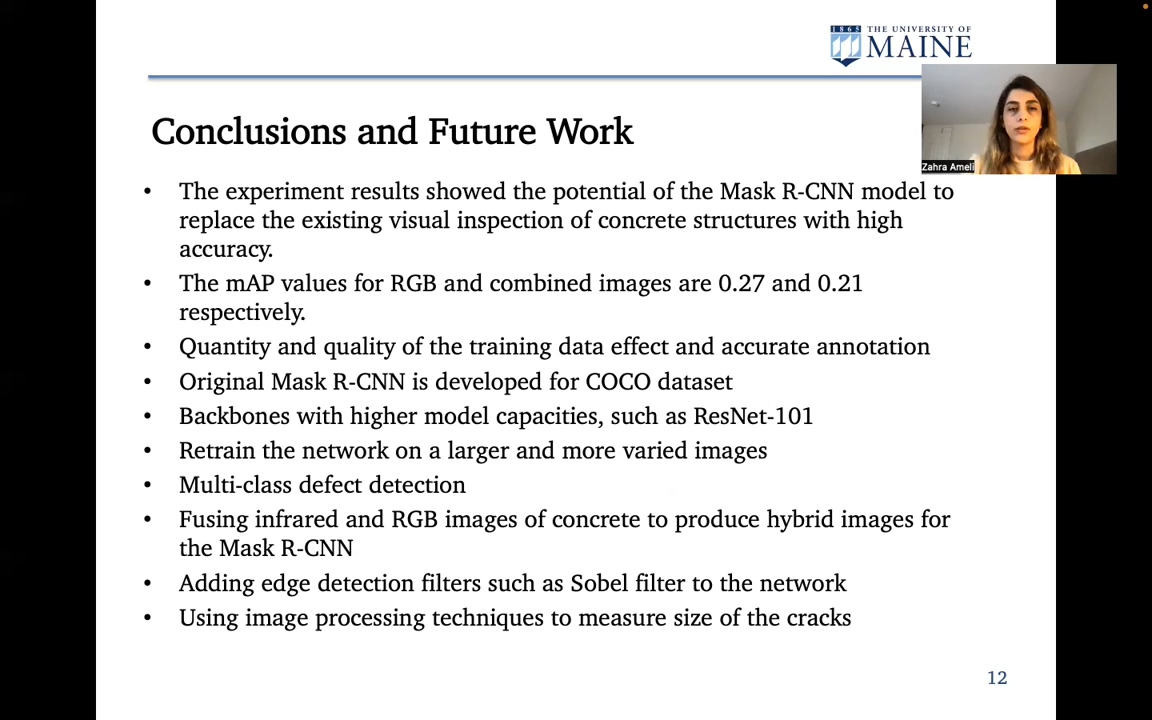 1865 THE UNIVERSITY OF
MAINE
Zahra Ameli
Conclusions and Future Work
• The experiment results showed the potential of the Mask R-CNN model to
replace the existing visual inspection of concrete structures with high
accuracy.
• The mAP values for RGB and combined images are 0.27 and 0.21
respectively.
• Quantity and quality of the training data effect and accurate annotation
• Original Mask R-CNN is developed for COCO dataset
• Backbones with higher model capacities, such as ResNet-101
• Retrain the network on a larger and more varied images
• Multi-class defect detection
• Fusing infrared and RGB images of concrete to produce hybrid images for
the Mask R-CNN
• Adding edge detection filters such as Sobel filter to the network
• Using image processing techniques to measure size of the cracks
12